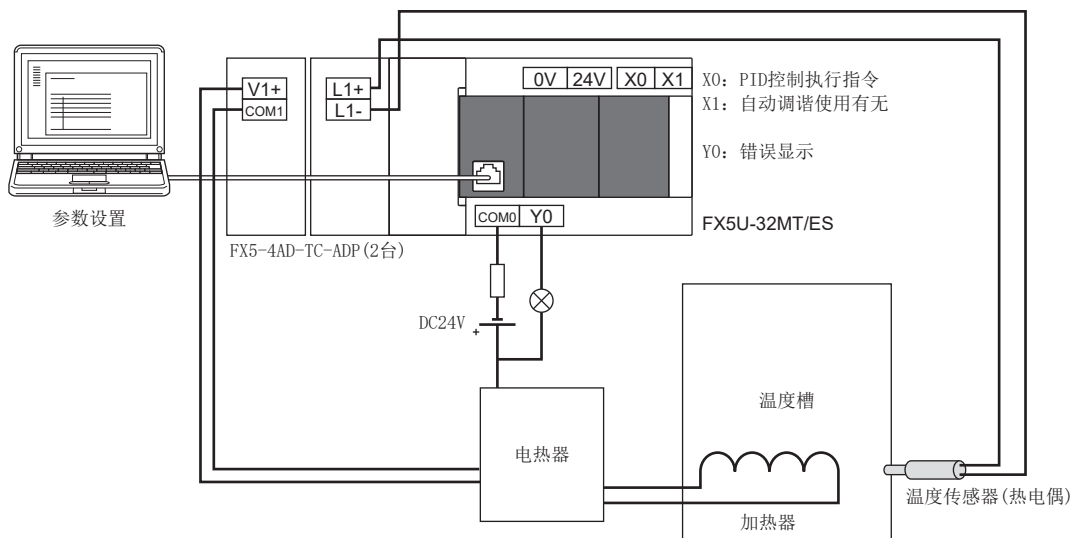 V1+
COM1
L1+
L1-
0V 24V X0 X1
X0：PID控制执行指令
X1：自动调谐使用有无
Y0：错误显示
参数设置
FX5-4AD-TC-ADP(2台)
COM0 Y0
FX5U-32MT/ES
DC24V
+
温度槽
电热器
温度传感器(热电偶)
加热器